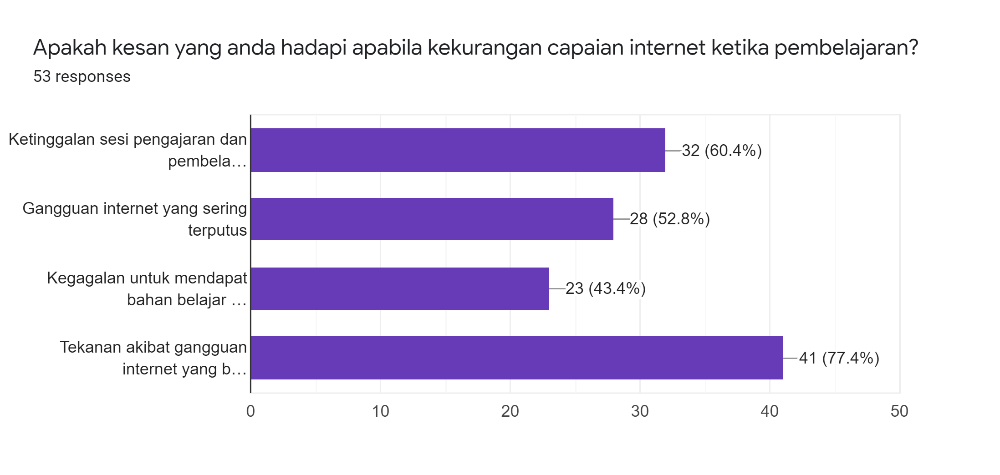 Apakah kesan yang anda hadapi apabila kekurangan capaian internet ketika pembelajaran?
53 responses
Ketinggalan sesi pengajaran dan
pembela…
32 (60.4%)
Gangguan internet yang sering
terputus
28 (52.8%)
Kegagalan untuk mendapat
bahan belajar …
23 (43.4%)
Tekanan akibat gangguan
internet yang b…
41 (77.4%)
0 10 20 30 40 50